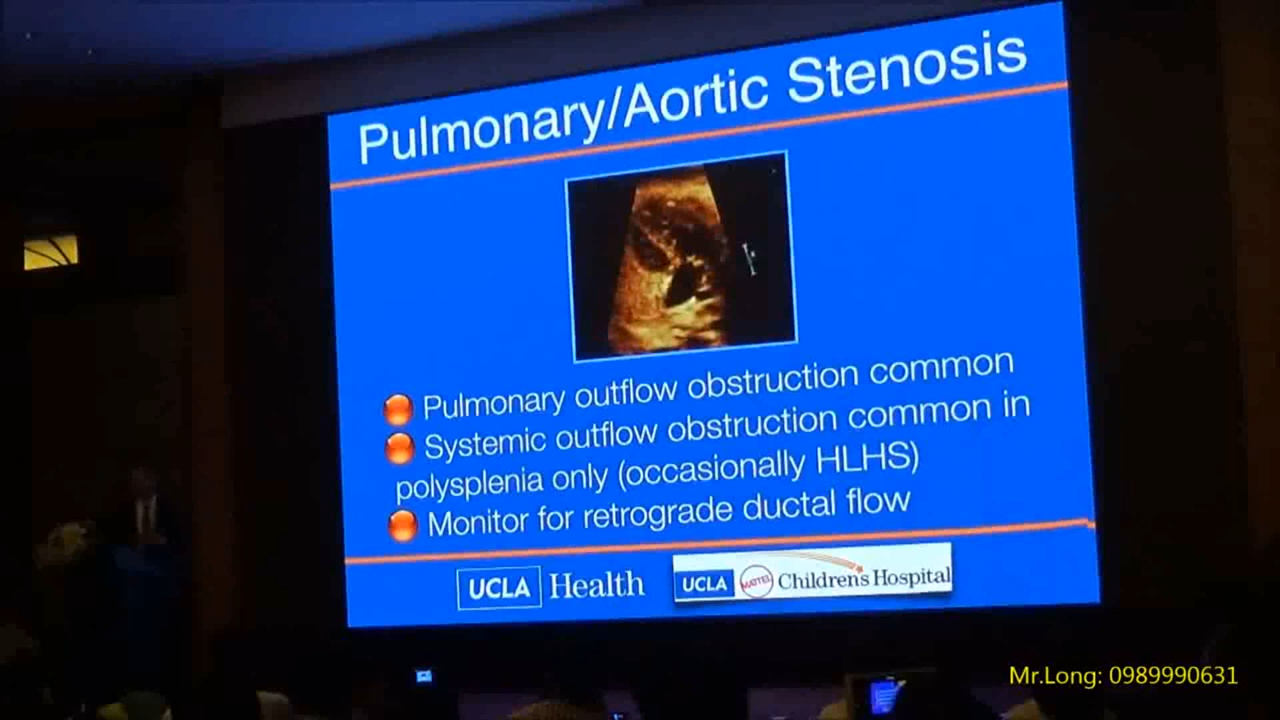 Pulmonary/Aortic Stenosis
Pulmonary outflow obstruction common
Systemic outflow obstruction common in
polysplenia only (occasionally HLHS)
Monitor for retrograde ductal flow
UCLA Health
UCLA MATTEL Children's Hospital
Mr.Long: 0989990631